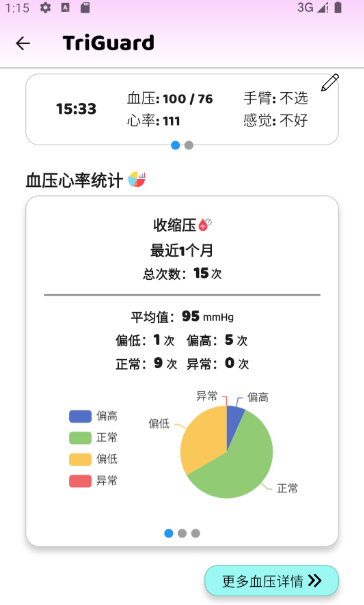 1:15
3G
TriGuard
15:33
血压: 100 / 76
手臂: 不选
心率: 111
感觉: 不好
血压心率统计
收缩压
最近1个月
总次数: 15 次
平均值: 95 mmHg
偏低: 1 次 偏高: 5 次
正常: 9 次 异常: 0 次
偏高
正常
偏低
异常
异常
偏高
偏低
正常
更多血压详情